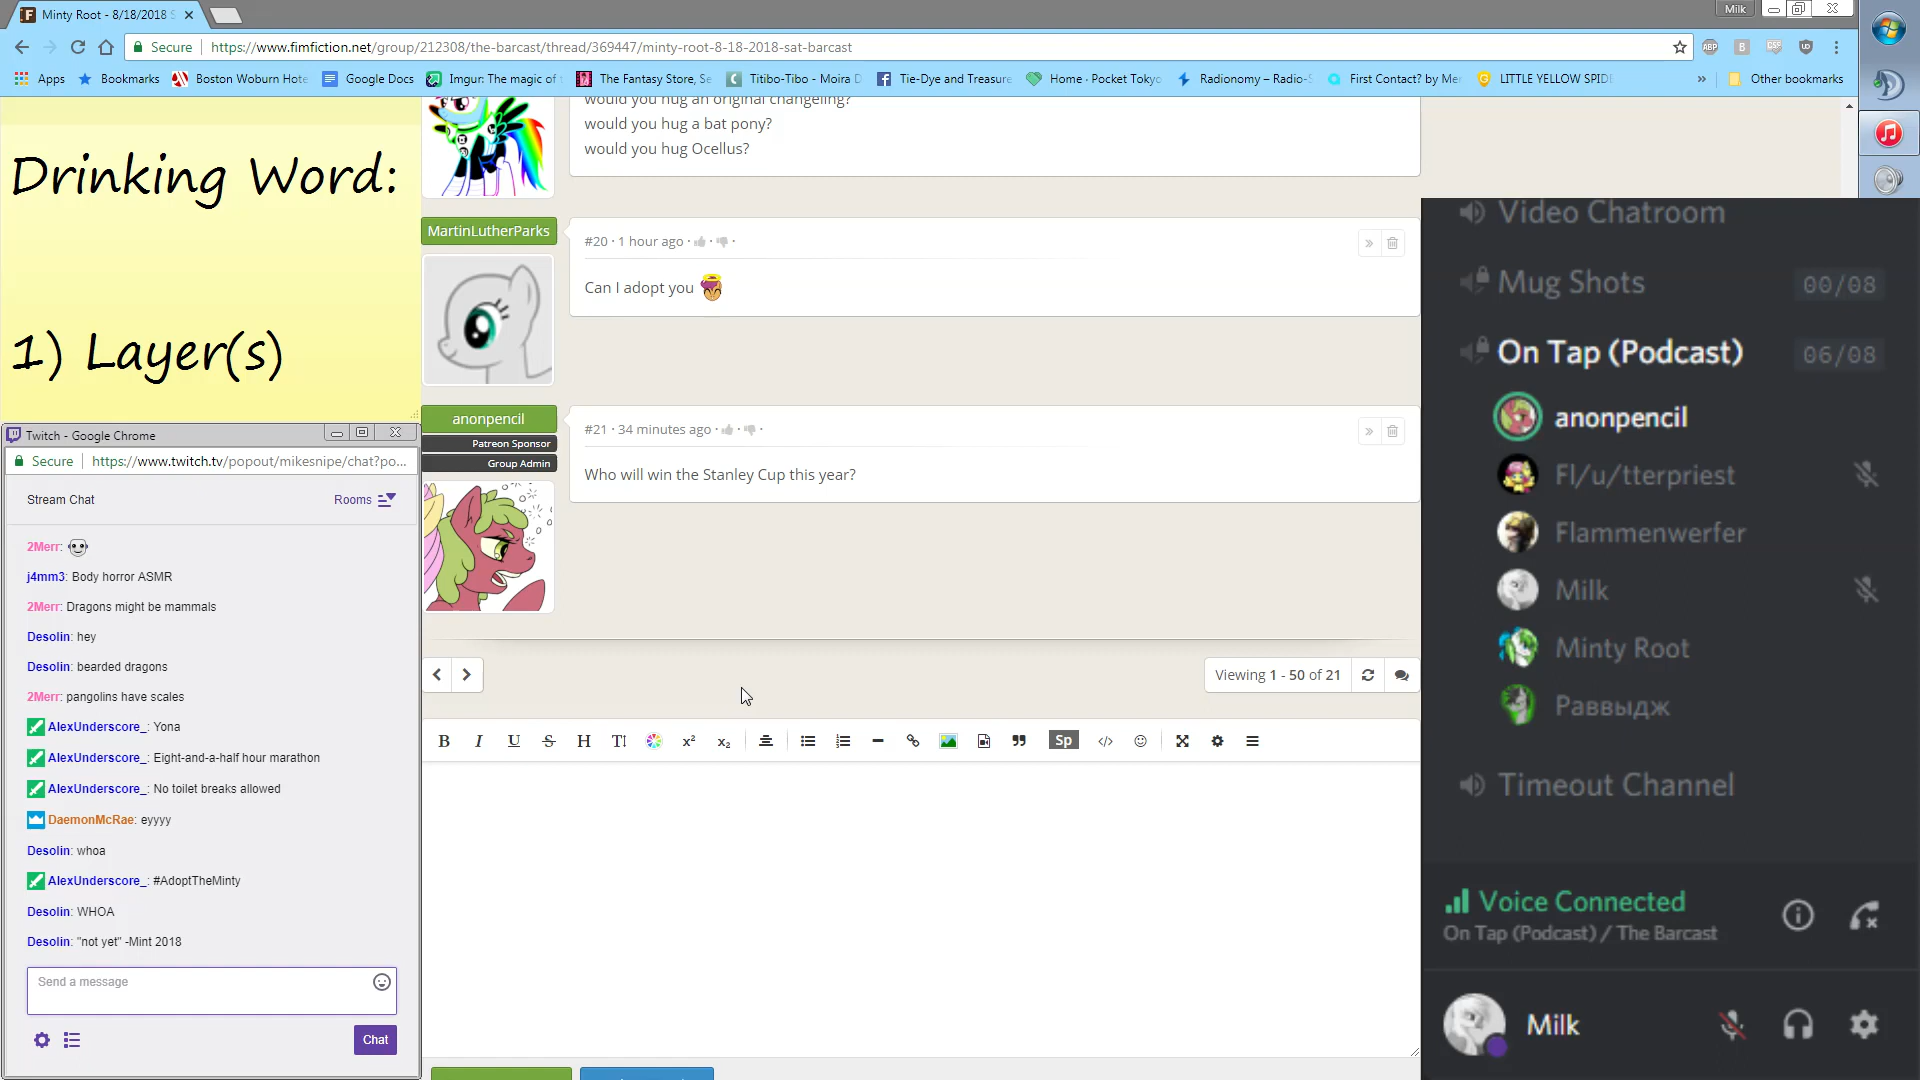 Minty Root - 8/18/2018 S
Milk
Secure
https://www.fimfiction.net/group/212308/the-barcast/thread/369447/minty-root-8-18-2018-sat-barcast
Apps
Bookmarks
Boston Woburn Hote
Google Docs
Imgur: The magic of
The Fantasy Store, Se
Titibo-Tibo - Moira D
Tie-Dye and Treasure
Home · Pocket Tokyo
Radionomy – Radio-S
First Contact? by Mer
LITTLE YELLOW SPID
»
Other bookmarks
Drinking Word:
1) Layer(s)
would you hug an original changeling?
would you hug a bat pony?
would you hug Ocellus?
MartinLutherParks
#20 · 1 hour ago ·
Can I adopt you
anonpencil
Patreon Sponsor
Group Admin
#21 · 34 minutes ago ·
Who will win the Stanley Cup this year?
Viewing 1 - 50 of 21
B I U S H T x² x₂ Sp </>
Twitch - Google Chrome
Secure
https://www.twitch.tv/popout/mikesnipe/chat?po...
Stream Chat
Rooms
2Merr:
j4mm3: Body horror ASMR
2Merr: Dragons might be mammals
Desolin: hey
Desolin: bearded dragons
2Merr: pangolins have scales
AlexUnderscore_: Yona
AlexUnderscore_: Eight-and-a-half hour marathon
AlexUnderscore_: No toilet breaks allowed
DaemonMcRae: eyyyy
Desolin: whoa
AlexUnderscore_: #AdoptTheMinty
Desolin: WHOA
Desolin: "not yet" -Mint 2018
Send a message
Chat
Video Chatroom
Mug Shots
00/08
On Tap (Podcast)
06/08
anonpencil
Fl/u/tterpriest
Flammenwerfer
Milk
Minty Root
Раввыдж
Timeout Channel
Voice Connected
On Tap (Podcast) / The Barcast
Milk